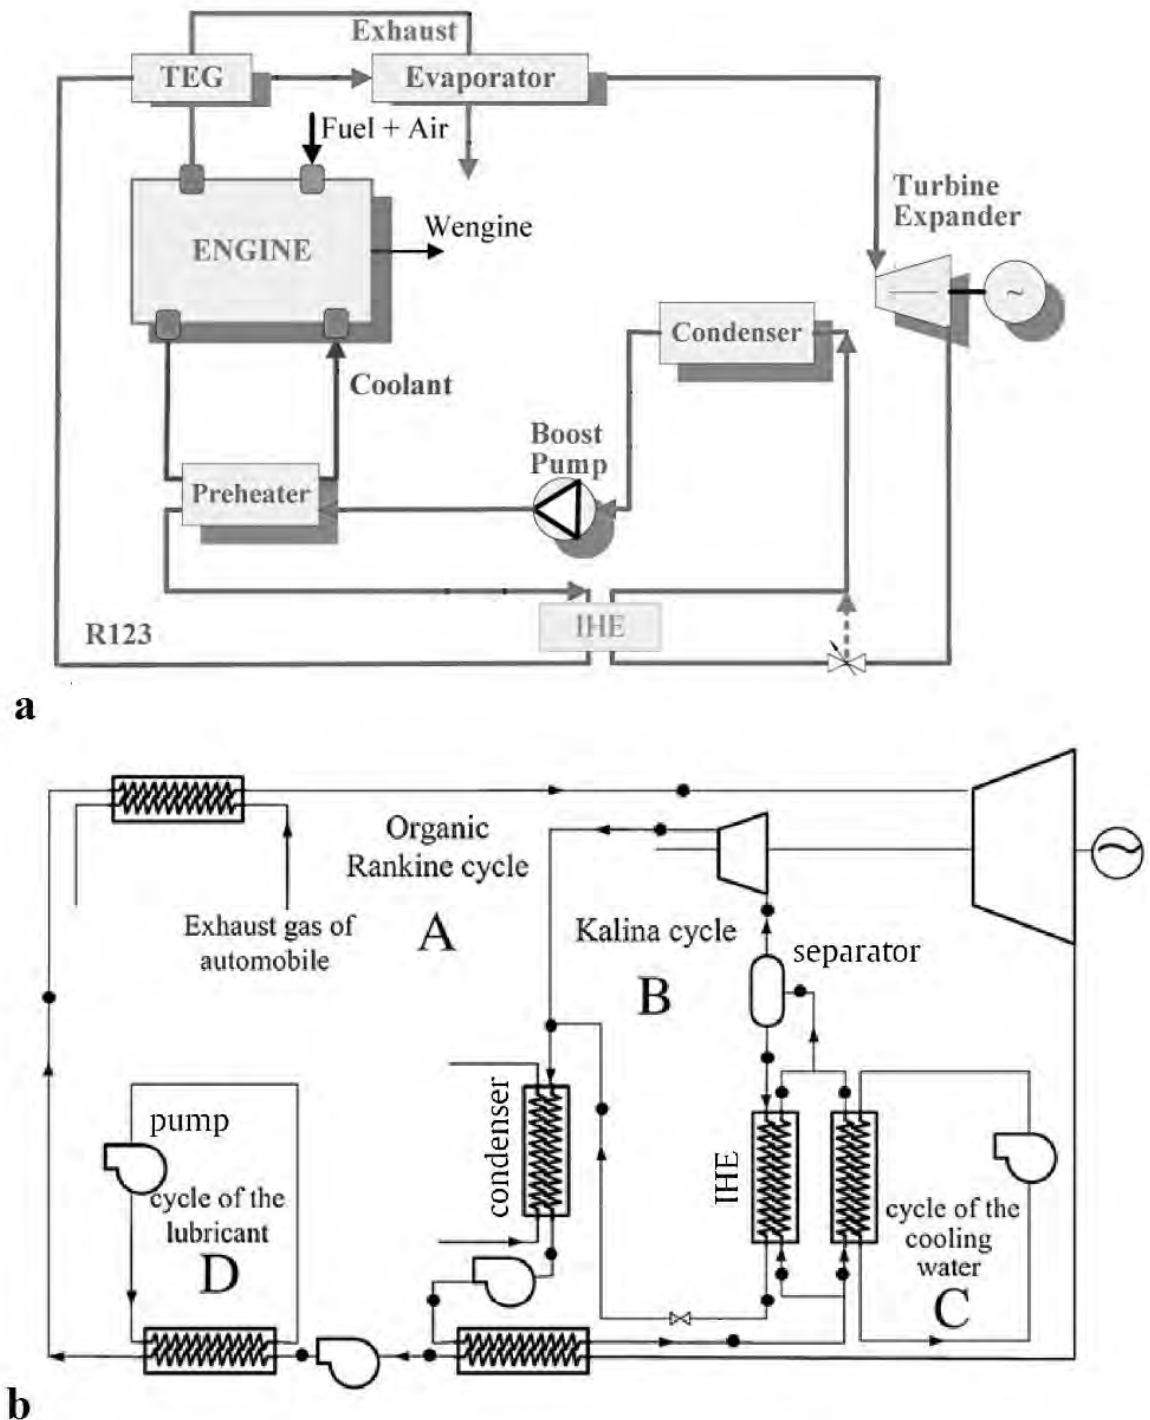 Exhaust
TEG
Evaporator
Fuel + Air
Turbine
Expander
Wengine
ENGINE
~
Condenser
Coolant
Boost
Pump
Preheater
IHE
R123
a
Organic
Rankine cycle
A
Exhaust gas of
automobile
Kalina cycle
B
separator
~
pump
condenser
IHE
cycle of the
lubricant
D
cycle of the
cooling
water
C
b